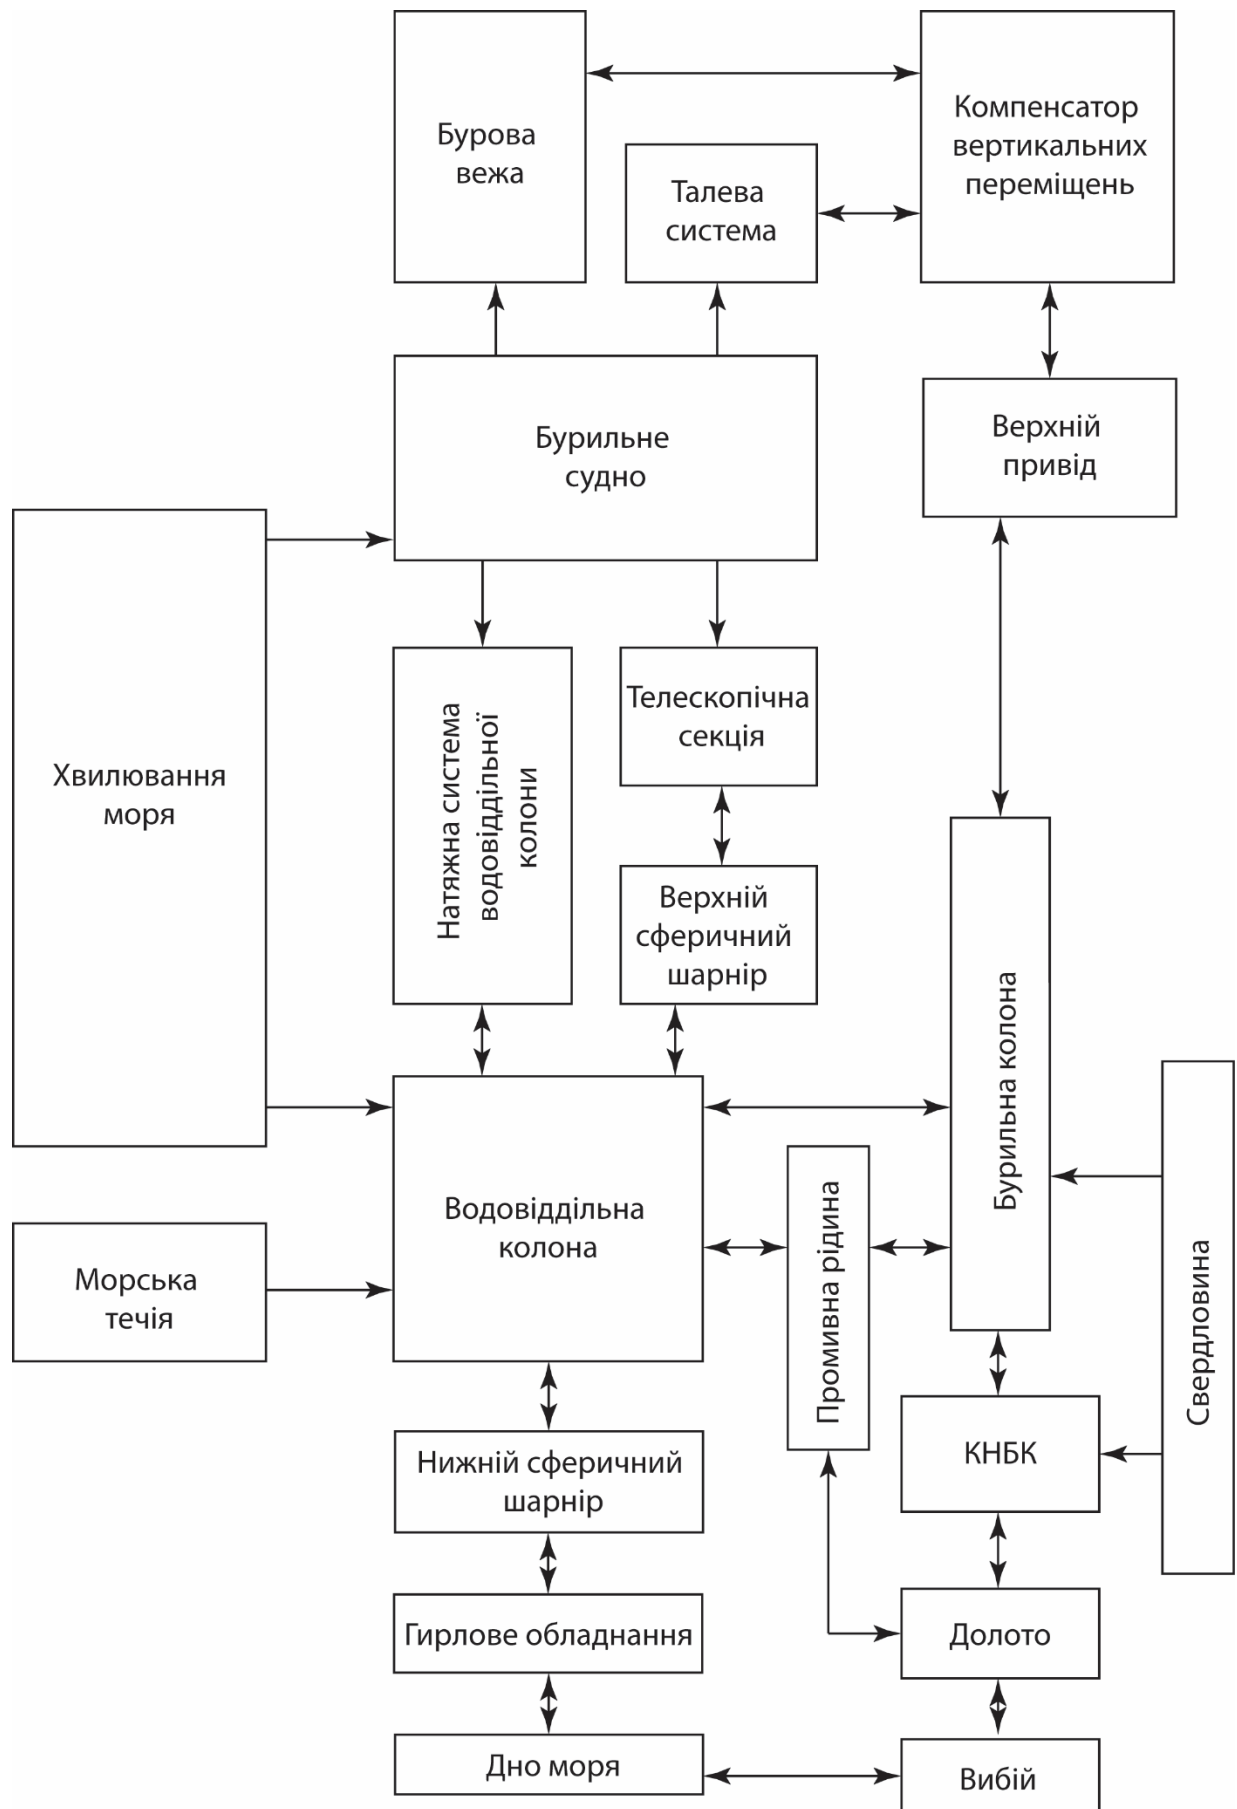 Бурова
вежа
Компенсатор
вертикальних
переміщень
Талева
система
Бурильне
судно
Верхній
привід
Хвилювання
моря
Натяжна система
водовіддільної
колони
Телескопічна
секція
Верхній
сферичний
шарнір
Бурильна колона
Водовіддільна
колона
Промивна рідина
Свердловина
Морська
течія
Нижній сферичний
шарнір
КНБК
Гирлове обладнання
Долото
Дно моря
Вибій